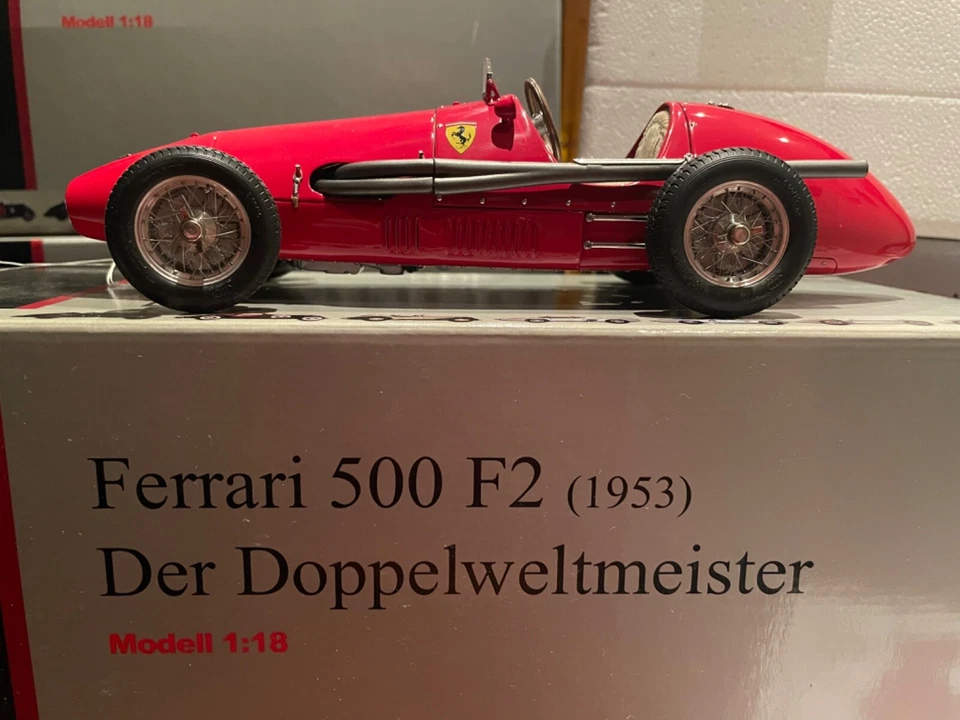 Modell 1:18
Ferrari 500 F2 (1953)
Der Doppelweltmeister
Modell 1:18